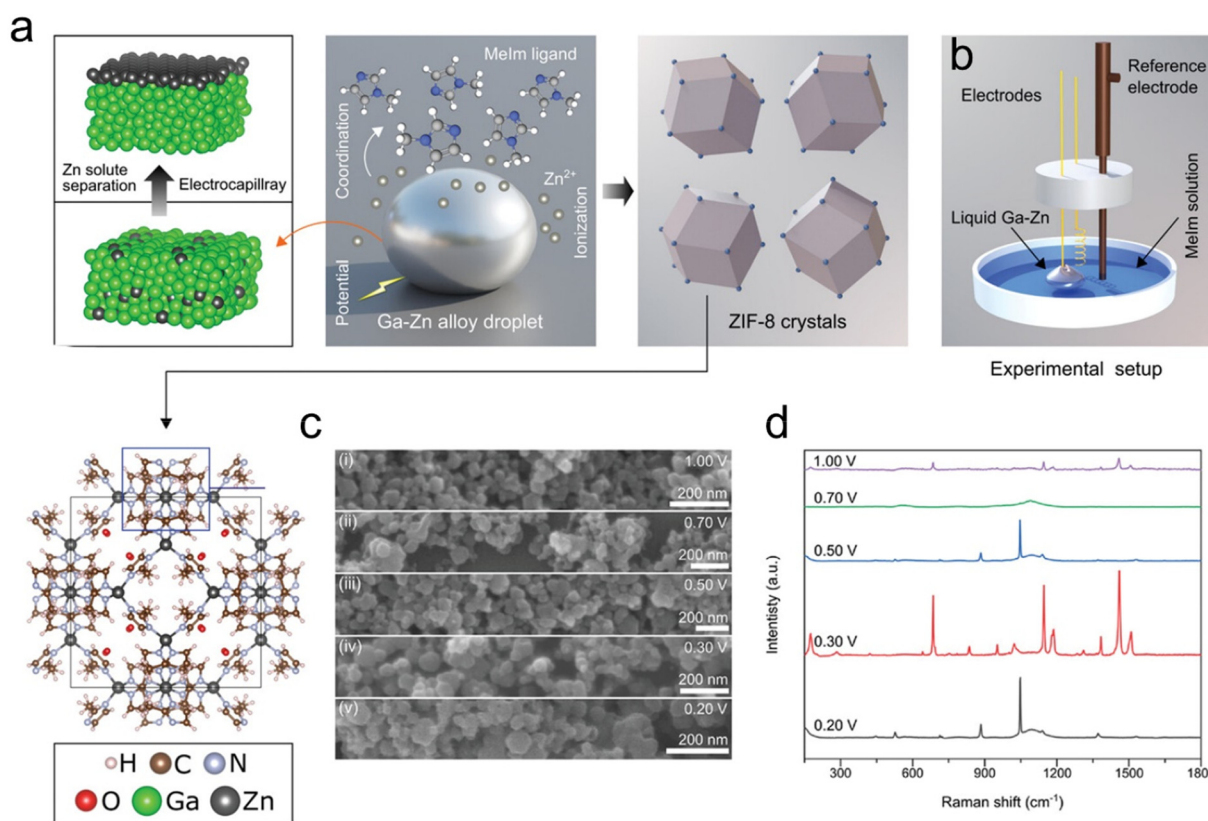 a
Zn solute
separation
Electrocapillray
MeIm ligand
Coordination
Zn2+
Ionization
Potential
Ga-Zn alloy droplet
ZIF-8 crystals
b
Electrodes
Reference
electrode
Liquid Ga-Zn
MeIm solution
Experimental setup
H C N
O Ga Zn
c
(i) 1.00 V
200 nm
(ii) 0.70 V
200 nm
(iii) 0.50 V
200 nm
(iv) 0.30 V
200 nm
(v) 0.20 V
200 nm
d
Intentisty (a.u.)
1.00 V
0.70 V
0.50 V
0.30 V
0.20 V
300 600 900 1200 1500 180
Raman shift (cm-1)